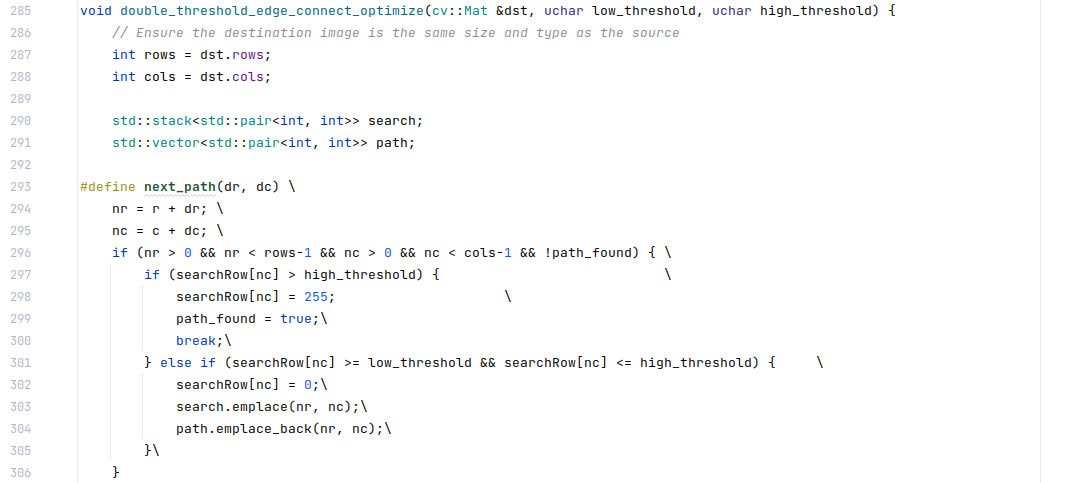 285 void double_threshold_edge_connect_optimize(cv::Mat &dst, uchar low_threshold, uchar high_threshold) {
286     // Ensure the destination image is the same size and type as the source
287     int rows = dst.rows;
288     int cols = dst.cols;
289
290     std::stack<std::pair<int, int>> search;
291     std::vector<std::pair<int, int>> path;
292
293 #define next_path(dr, dc) \
294     nr = r + dr; \
295     nc = c + dc; \
296     if (nr > 0 && nr < rows-1 && nc > 0 && nc < cols-1 && !path_found) { \
297         if (searchRow[nc] > high_threshold) {                            \
298             searchRow[nc] = 255;                     \
299             path_found = true;\
300             break;\
301         } else if (searchRow[nc] >= low_threshold && searchRow[nc] <= high_threshold) {     \
302             searchRow[nc] = 0;\
303             search.emplace(nr, nc);\
304             path.emplace_back(nr, nc);\
305         }\
306     }